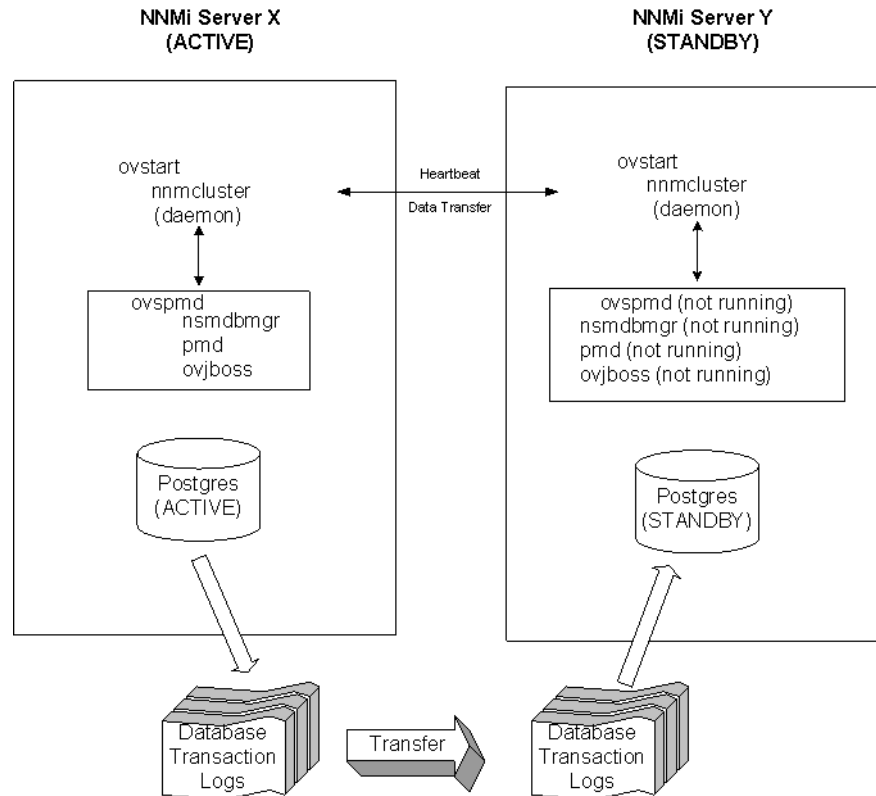 NNMi Server X
(ACTIVE)
NNMi Server Y
(STANDBY)
ovstart
nnmcluster
(daemon)
Heartbeat
Data Transfer
ovstart
nnmcluster
(daemon)
ovspmd
nsmdbmgr
pmd
ovjboss
ovspmd (not running)
nsmdbmgr (not running)
pmd (not running)
ovjboss (not running)
Postgres
(ACTIVE)
Postgres
(STANDBY)
Database
Transaction
Logs
Transfer
Database
Transaction
Logs